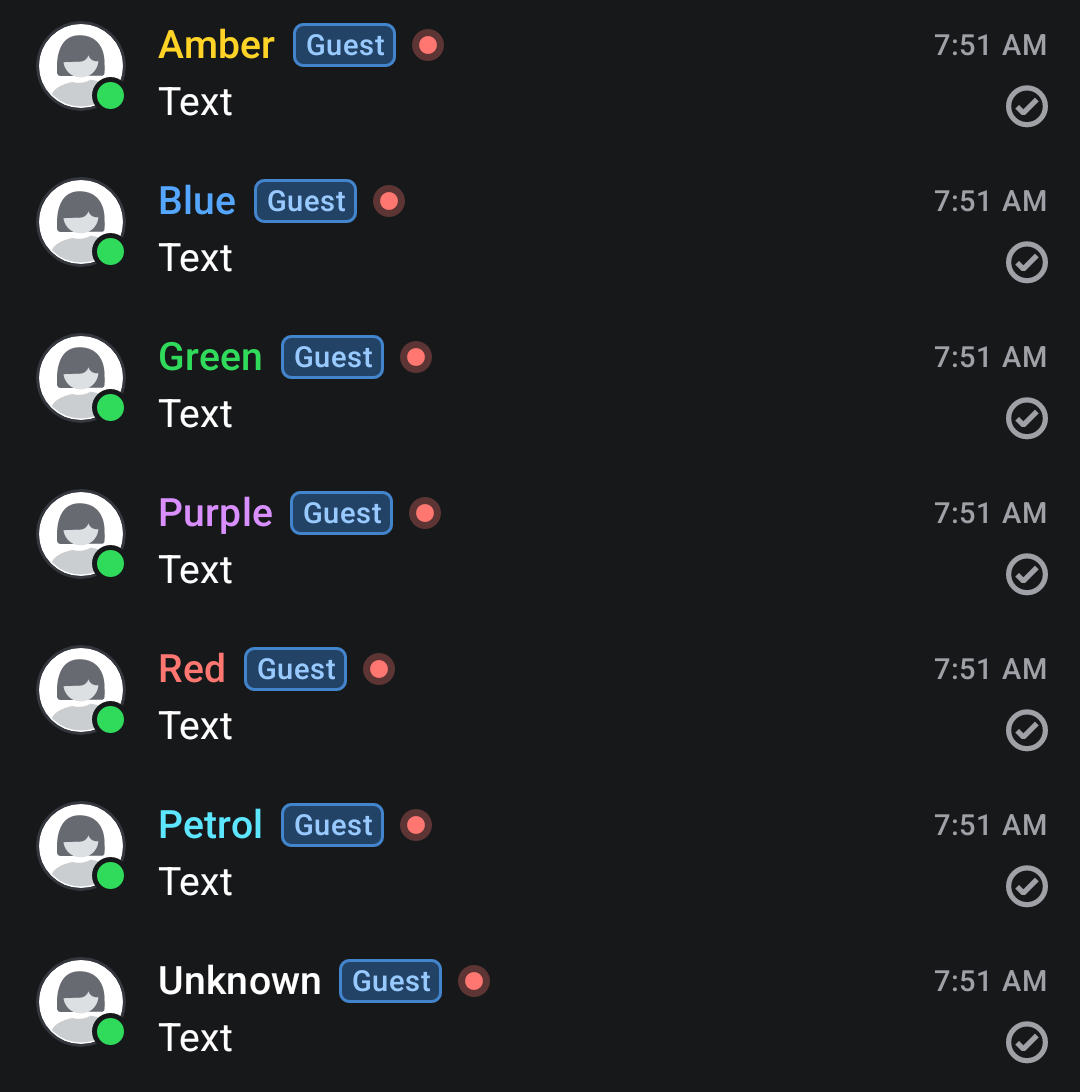 Amber Guest 7:51 AM
Text
Blue Guest 7:51 AM
Text
Green Guest 7:51 AM
Text
Purple Guest 7:51 AM
Text
Red Guest 7:51 AM
Text
Petrol Guest 7:51 AM
Text
Unknown Guest 7:51 AM
Text